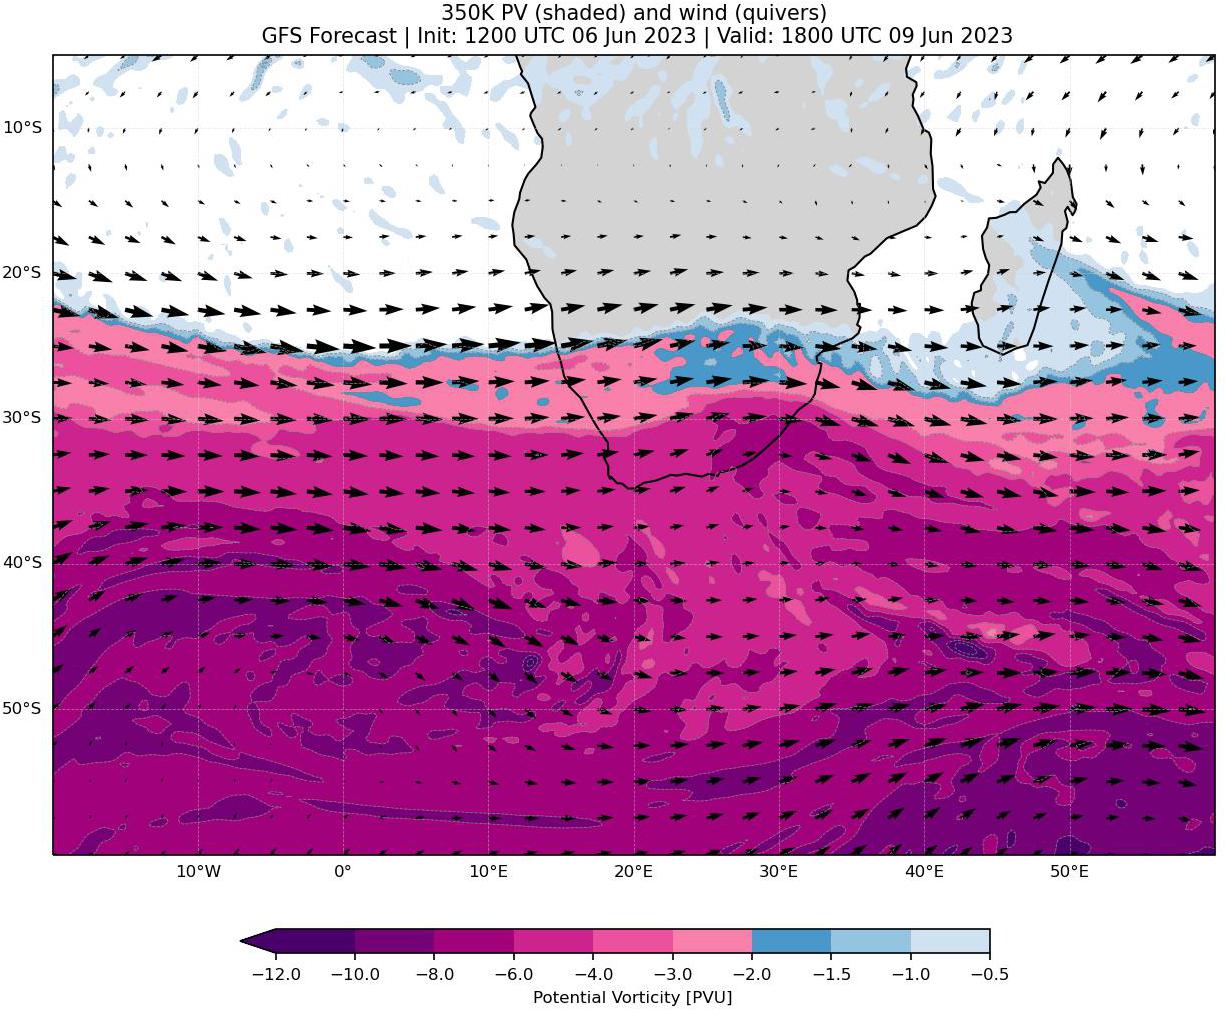 350K PV (shaded) and wind (quivers)
GFS Forecast | Init: 1200 UTC 06 Jun 2023 | Valid: 1800 UTC 09 Jun 2023
10°S
20°S
30°S
40°S
50°S
10°W 0° 10°E 20°E 30°E 40°E 50°E
−12.0 −10.0 −8.0 −6.0 −4.0 −3.0 −2.0 −1.5 −1.0 −0.5
Potential Vorticity [PVU]